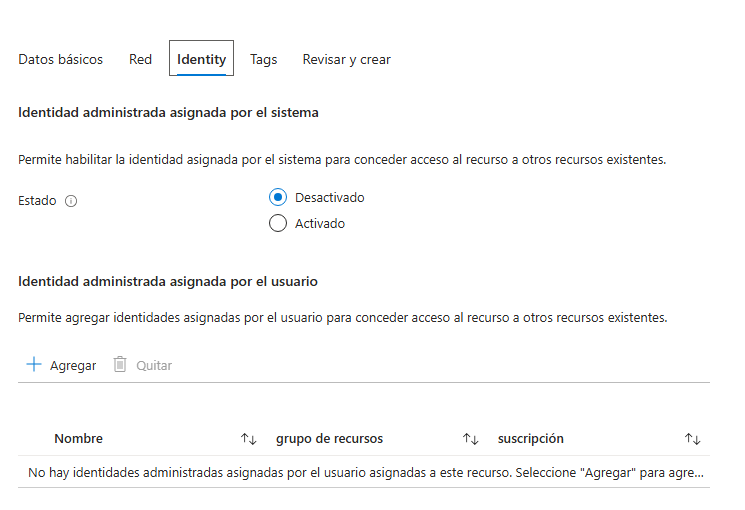 Datos básicos Red Identity Tags Revisar y crear
Identidad administrada asignada por el sistema
Permite habilitar la identidad asignada por el sistema para conceder acceso al recurso a otros recursos existentes.
Estado
Desactivado
Activado
Identidad administrada asignada por el usuario
Permite agregar identidades asignadas por el usuario para conceder acceso al recurso a otros recursos existentes.
Agregar Quitar
Nombre grupo de recursos suscripción
No hay identidades administradas asignadas por el usuario asignadas a este recurso. Seleccione "Agregar" para agre...